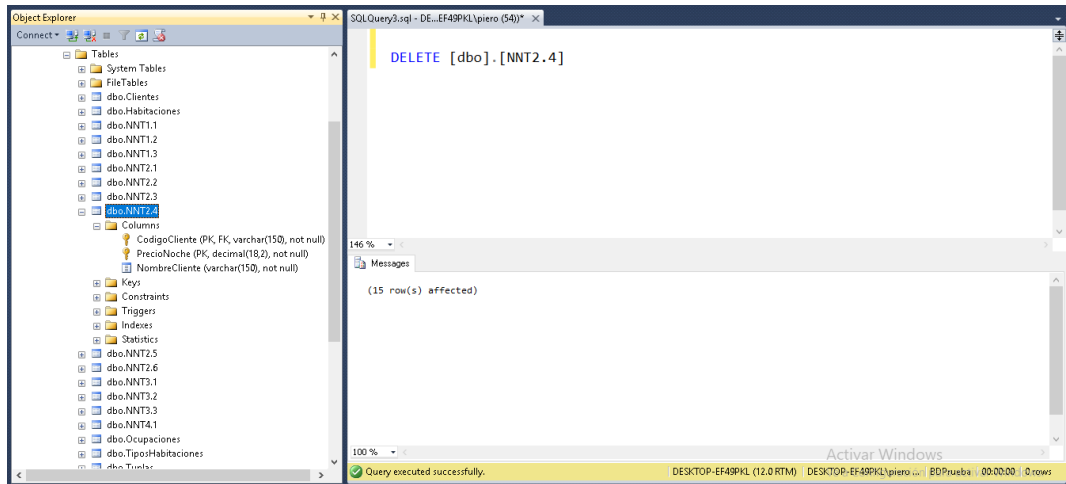 Object Explorer
Connect
Tables
System Tables
FileTables
dbo.Clientes
dbo.Habitaciones
dbo.NNT1.1
dbo.NNT1.2
dbo.NNT1.3
dbo.NNT2.1
dbo.NNT2.2
dbo.NNT2.3
dbo.NNT2.4
Columns
CodigoCliente (PK, FK, varchar(150), not null)
PrecioNoche (PK, decimal(18,2), not null)
NombreCliente (varchar(150), not null)
Keys
Constraints
Triggers
Indexes
Statistics
dbo.NNT2.5
dbo.NNT2.6
dbo.NNT3.1
dbo.NNT3.2
dbo.NNT3.3
dbo.NNT4.1
dbo.Ocupaciones
dbo.TiposHabitaciones
dbo.Tuplas
SQLQuery3.sql - DE...EF49PKL\piero (54))*
DELETE [dbo].[NNT2.4]
146 %
Messages
(15 row(s) affected)
100 %
Activar Windows
Query executed successfully.
DESKTOP-EF49PKL (12.0 RTM)
DESKTOP-EF49PKL\piero ...
BDPrueba
00:00:00
0 rows